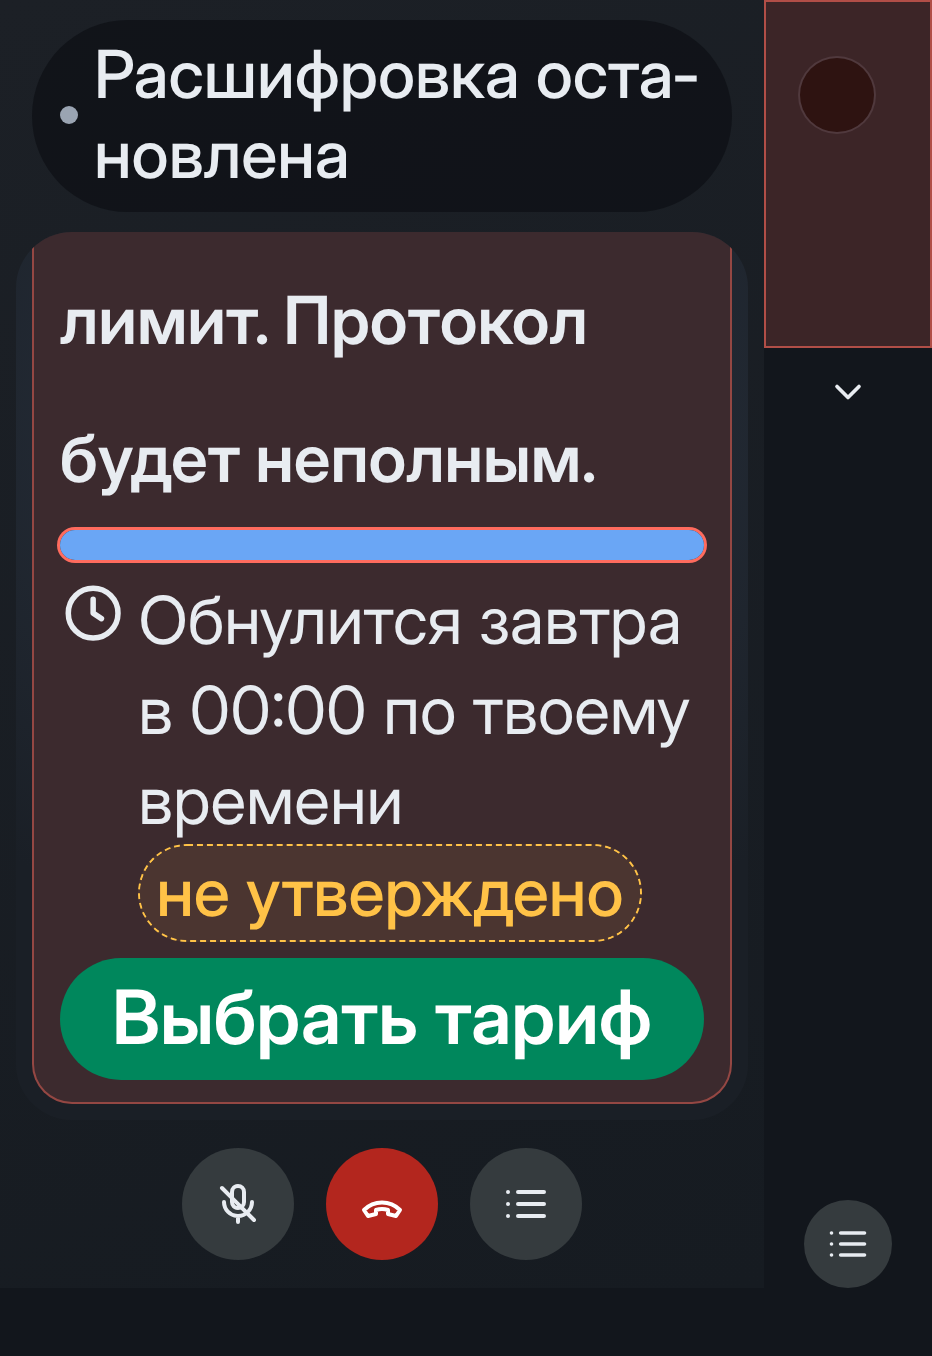 Расшифровка оста-
новлена
лимит. Протокол
будет неполным.
Обнулится завтра
в 00:00 по твоему
времени
не утверждено
Выбрать тариф